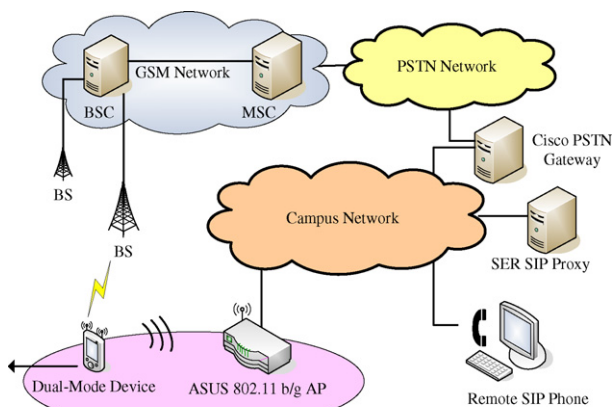 GSM Network
BSC
MSC
PSTN Network
BS
BS
Cisco PSTN
Gateway
Campus Network
SER SIP Proxy
Dual-Mode Device
ASUS 802.11 b/g AP
Remote SIP Phone